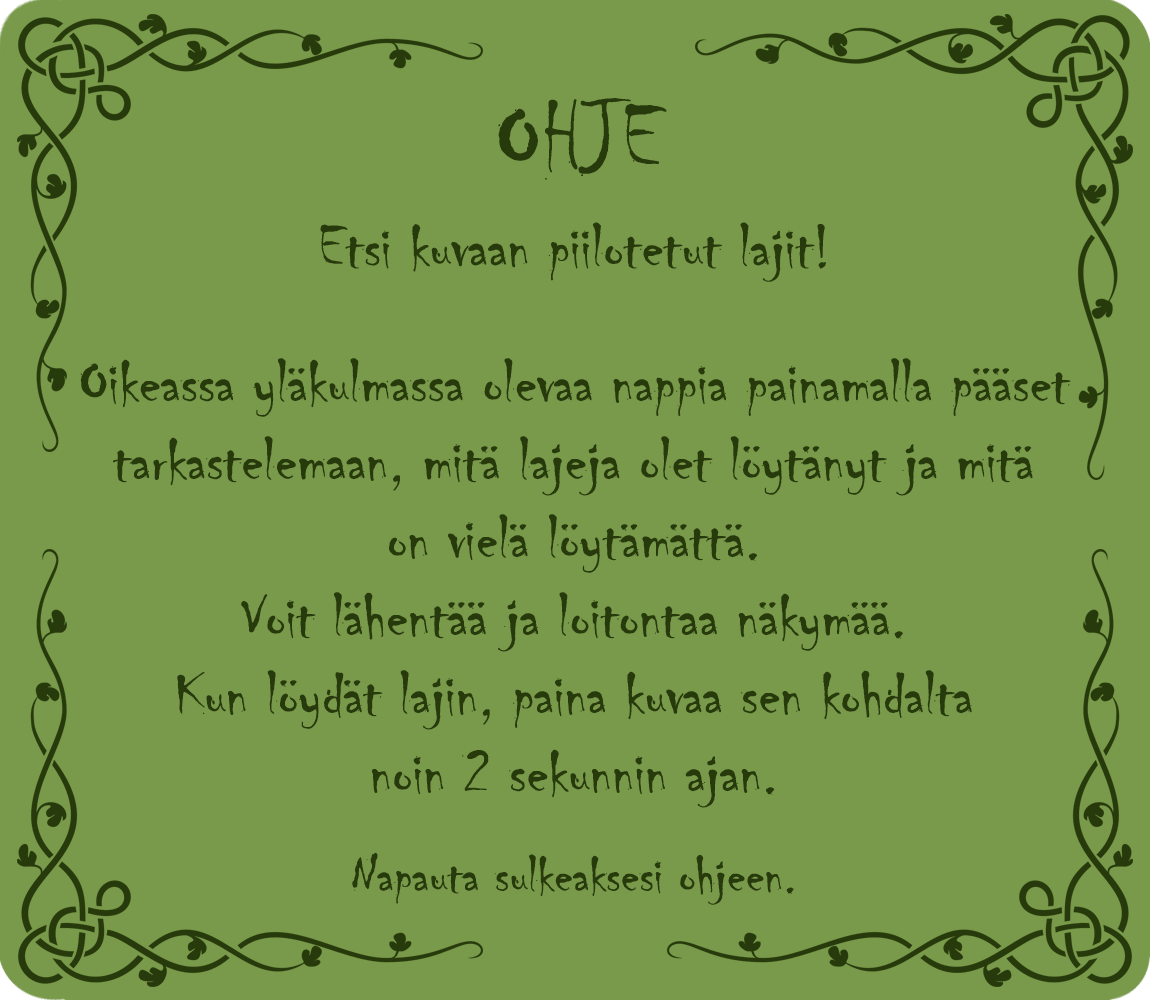 OHJE
Etsi kuvaan piilotetut lajit!
Oikeassa yläkulmassa olevaa nappia painamalla pääset
tarkastelemaan, mitä lajeja olet löytänyt ja mitä
on vielä löytämättä.
Voit lähentää ja loitontaa näkymää.
Kun löydät lajin, paina kuvaa sen kohdalta
noin 2 sekunnin ajan.
Napauta sulkeaksesi ohjeen.